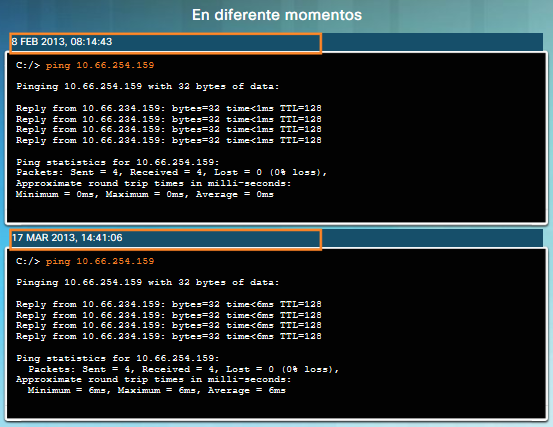 En diferente momentos
8 FEB 2013, 08:14:43
C:/> ping 10.66.254.159
Pinging 10.66.254.159 with 32 bytes of data:
Reply from 10.66.234.159: bytes=32 time<1ms TTL=128
Reply from 10.66.234.159: bytes=32 time<1ms TTL=128
Reply from 10.66.234.159: bytes=32 time<1ms TTL=128
Reply from 10.66.234.159: bytes=32 time<1ms TTL=128
Ping statistics for 10.66.254.159:
Packets: Sent = 4, Received = 4, Lost = 0 (0% loss),
Approximate round trip times in milli-seconds:
Minimum = 0ms, Maximum = 0ms, Average = 0ms
17 MAR 2013, 14:41:06
C:/> ping 10.66.254.159
Pinging 10.66.254.159 with 32 bytes of data:
Reply from 10.66.234.159: bytes=32 time<6ms TTL=128
Reply from 10.66.234.159: bytes=32 time<6ms TTL=128
Reply from 10.66.234.159: bytes=32 time<6ms TTL=128
Reply from 10.66.234.159: bytes=32 time<6ms TTL=128
Ping statistics for 10.66.254.159:
Packets: Sent = 4, Received = 4, Lost = 0 (0% loss),
Approximate round trip times in milli-seconds:
Minimum = 6ms, Maximum = 6ms, Average = 6ms